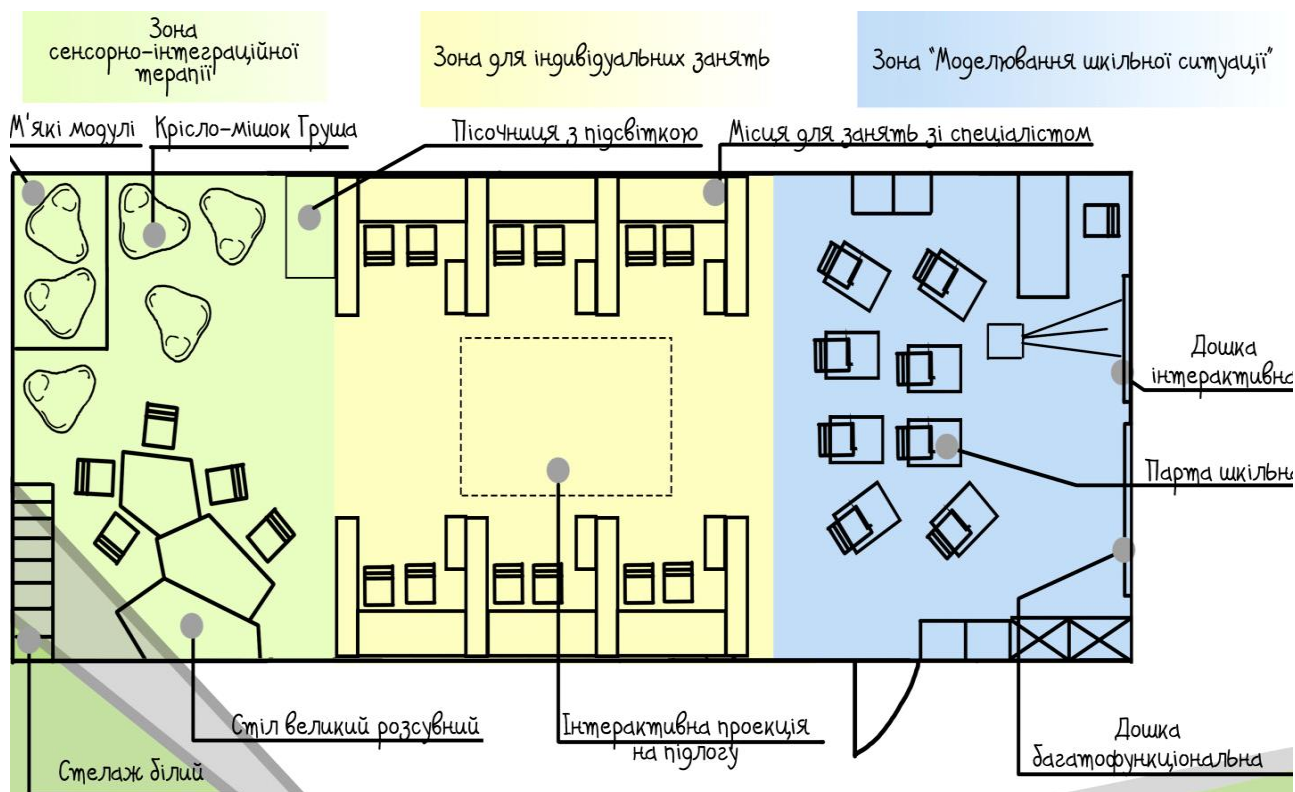 Зона
сенсорно-інтеграційної
терапії
Зона для індивідуальних занять
Зона "Моделювання шкільної ситуації"
М'які модулі
Крісло-мішок Груша
Пісочниця з підсвіткою
Місця для занять зі спеціалістом
Дошка
інтерактивна
Парта шкільна
Стіл великий розсувний
Інтерактивна проекція
на підлогу
Дошка
багатофункціональна
Стелаж білий